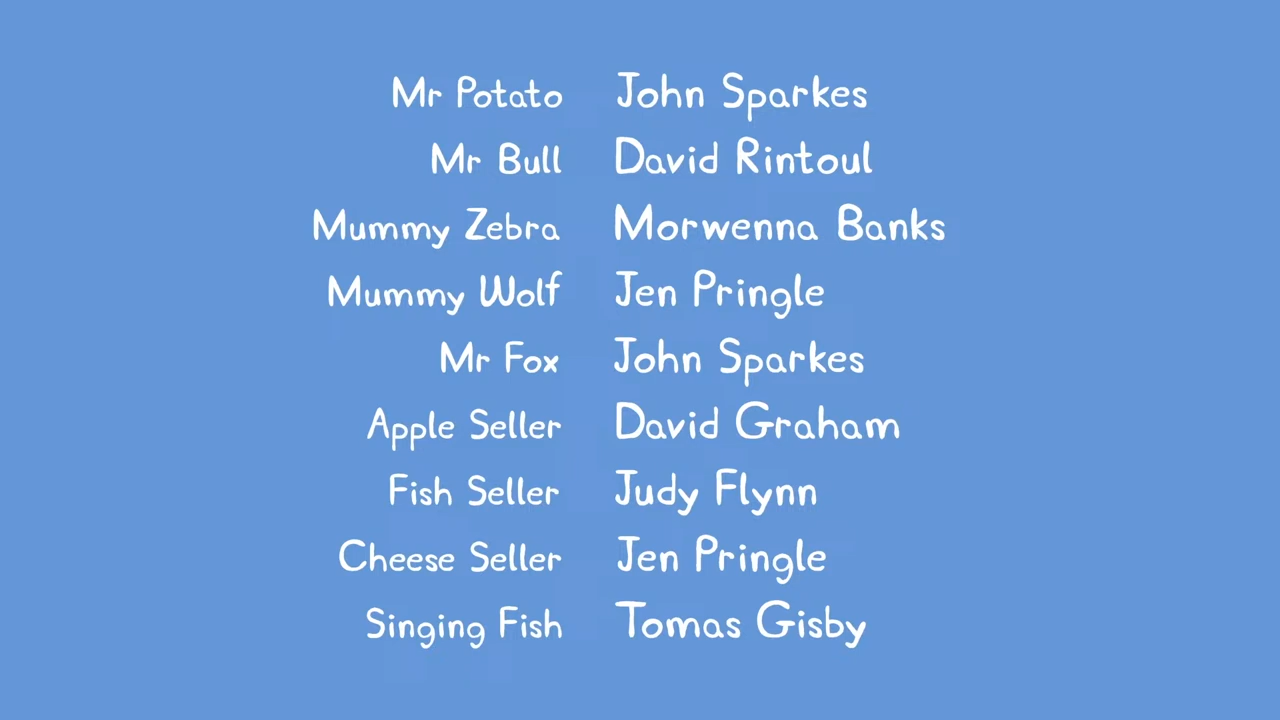 Mr Potato John Sparkes
Mr Bull David Rintoul
Mummy Zebra Morwenna Banks
Mummy Wolf Jen Pringle
Mr Fox John Sparkes
Apple Seller David Graham
Fish Seller Judy Flynn
Cheese Seller Jen Pringle
Singing Fish Tomas Gisby